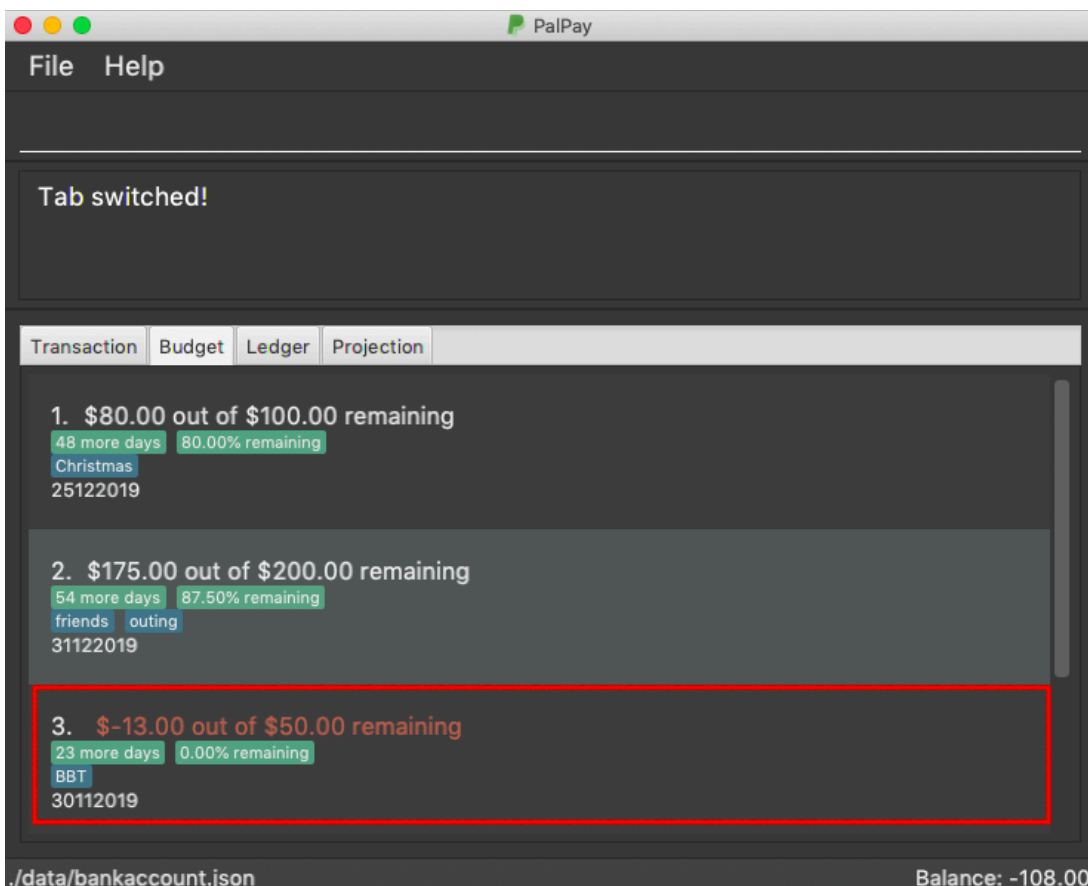 PalPay
File Help
Tab switched!
Transaction Budget Ledger Projection
1. $80.00 out of $100.00 remaining
48 more days 80.00% remaining
Christmas
25122019
2. $175.00 out of $200.00 remaining
54 more days 87.50% remaining
friends outing
31122019
3. $-13.00 out of $50.00 remaining
23 more days 0.00% remaining
BBT
30112019
./data/bankaccount.json Balance: -108.00